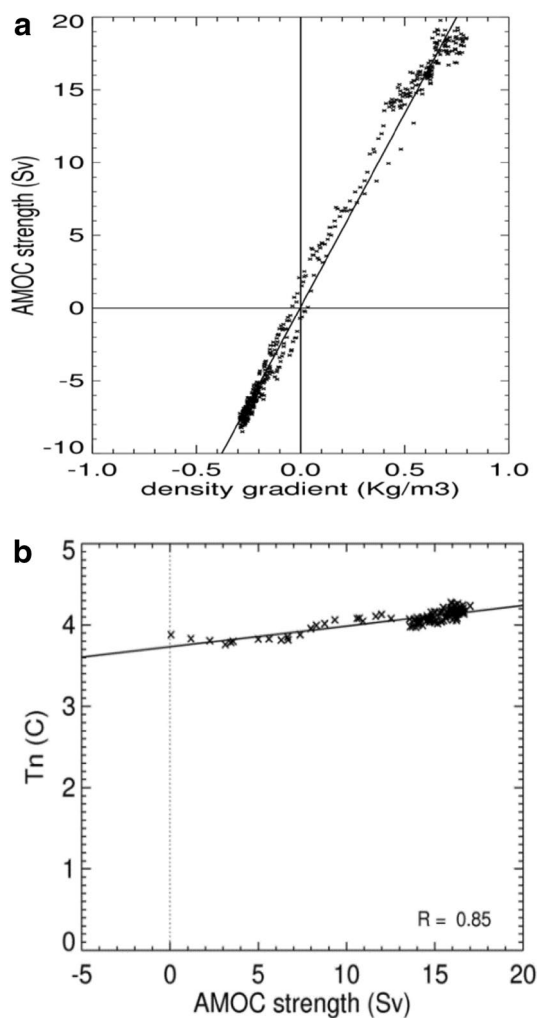 a
20
15
10
5
0
-5
-10
AMOC strength (Sv)
-1.0 -0.5 0.0 0.5 1.0
density gradient (Kg/m3)
b
5
4
3
2
1
0
Tn (C)
R = 0.85
-5 0 5 10 15 20
AMOC strength (Sv)